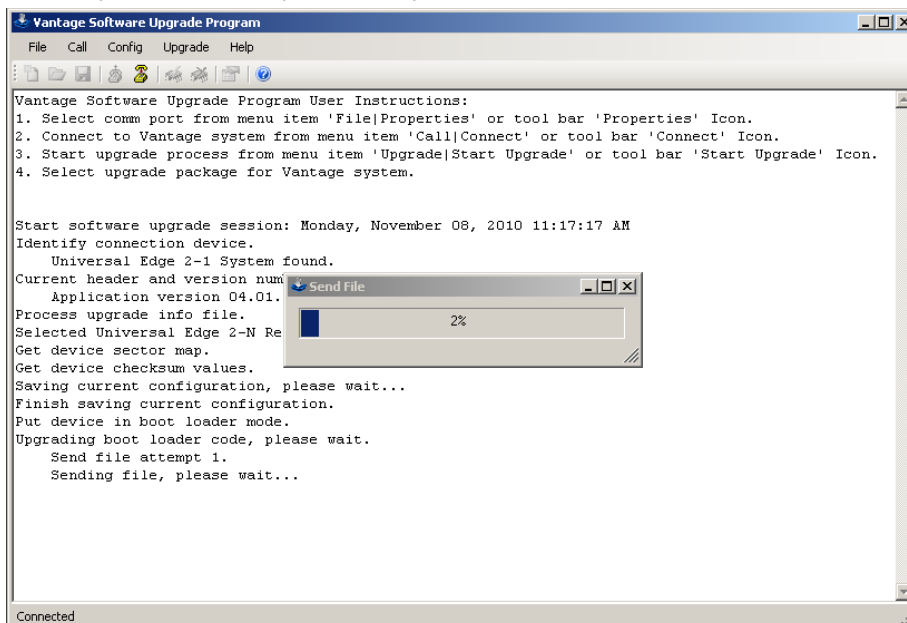 Vantage Software Upgrade Program
File Call Config Upgrade Help
Vantage Software Upgrade Program User Instructions:
1. Select comm port from menu item 'File|Properties' or tool bar 'Properties' Icon.
2. Connect to Vantage system from menu item 'Call|Connect' or tool bar 'Connect' Icon.
3. Start upgrade process from menu item 'Upgrade|Start Upgrade' or tool bar 'Start Upgrade' Icon.
4. Select upgrade package for Vantage system.
Start software upgrade session: Monday, November 08, 2010 11:17:17 AM
Identify connection device.
Universal Edge 2-1 System found.
Current header and version num
Application version 04.01.
Process upgrade info file.
Selected Universal Edge 2-N Re
Send File
2%
Get device sector map.
Get device checksum values.
Saving current configuration, please wait...
Finish saving current configuration.
Put device in boot loader mode.
Upgrading boot loader code, please wait.
Send file attempt 1.
Sending file, please wait...
Connected